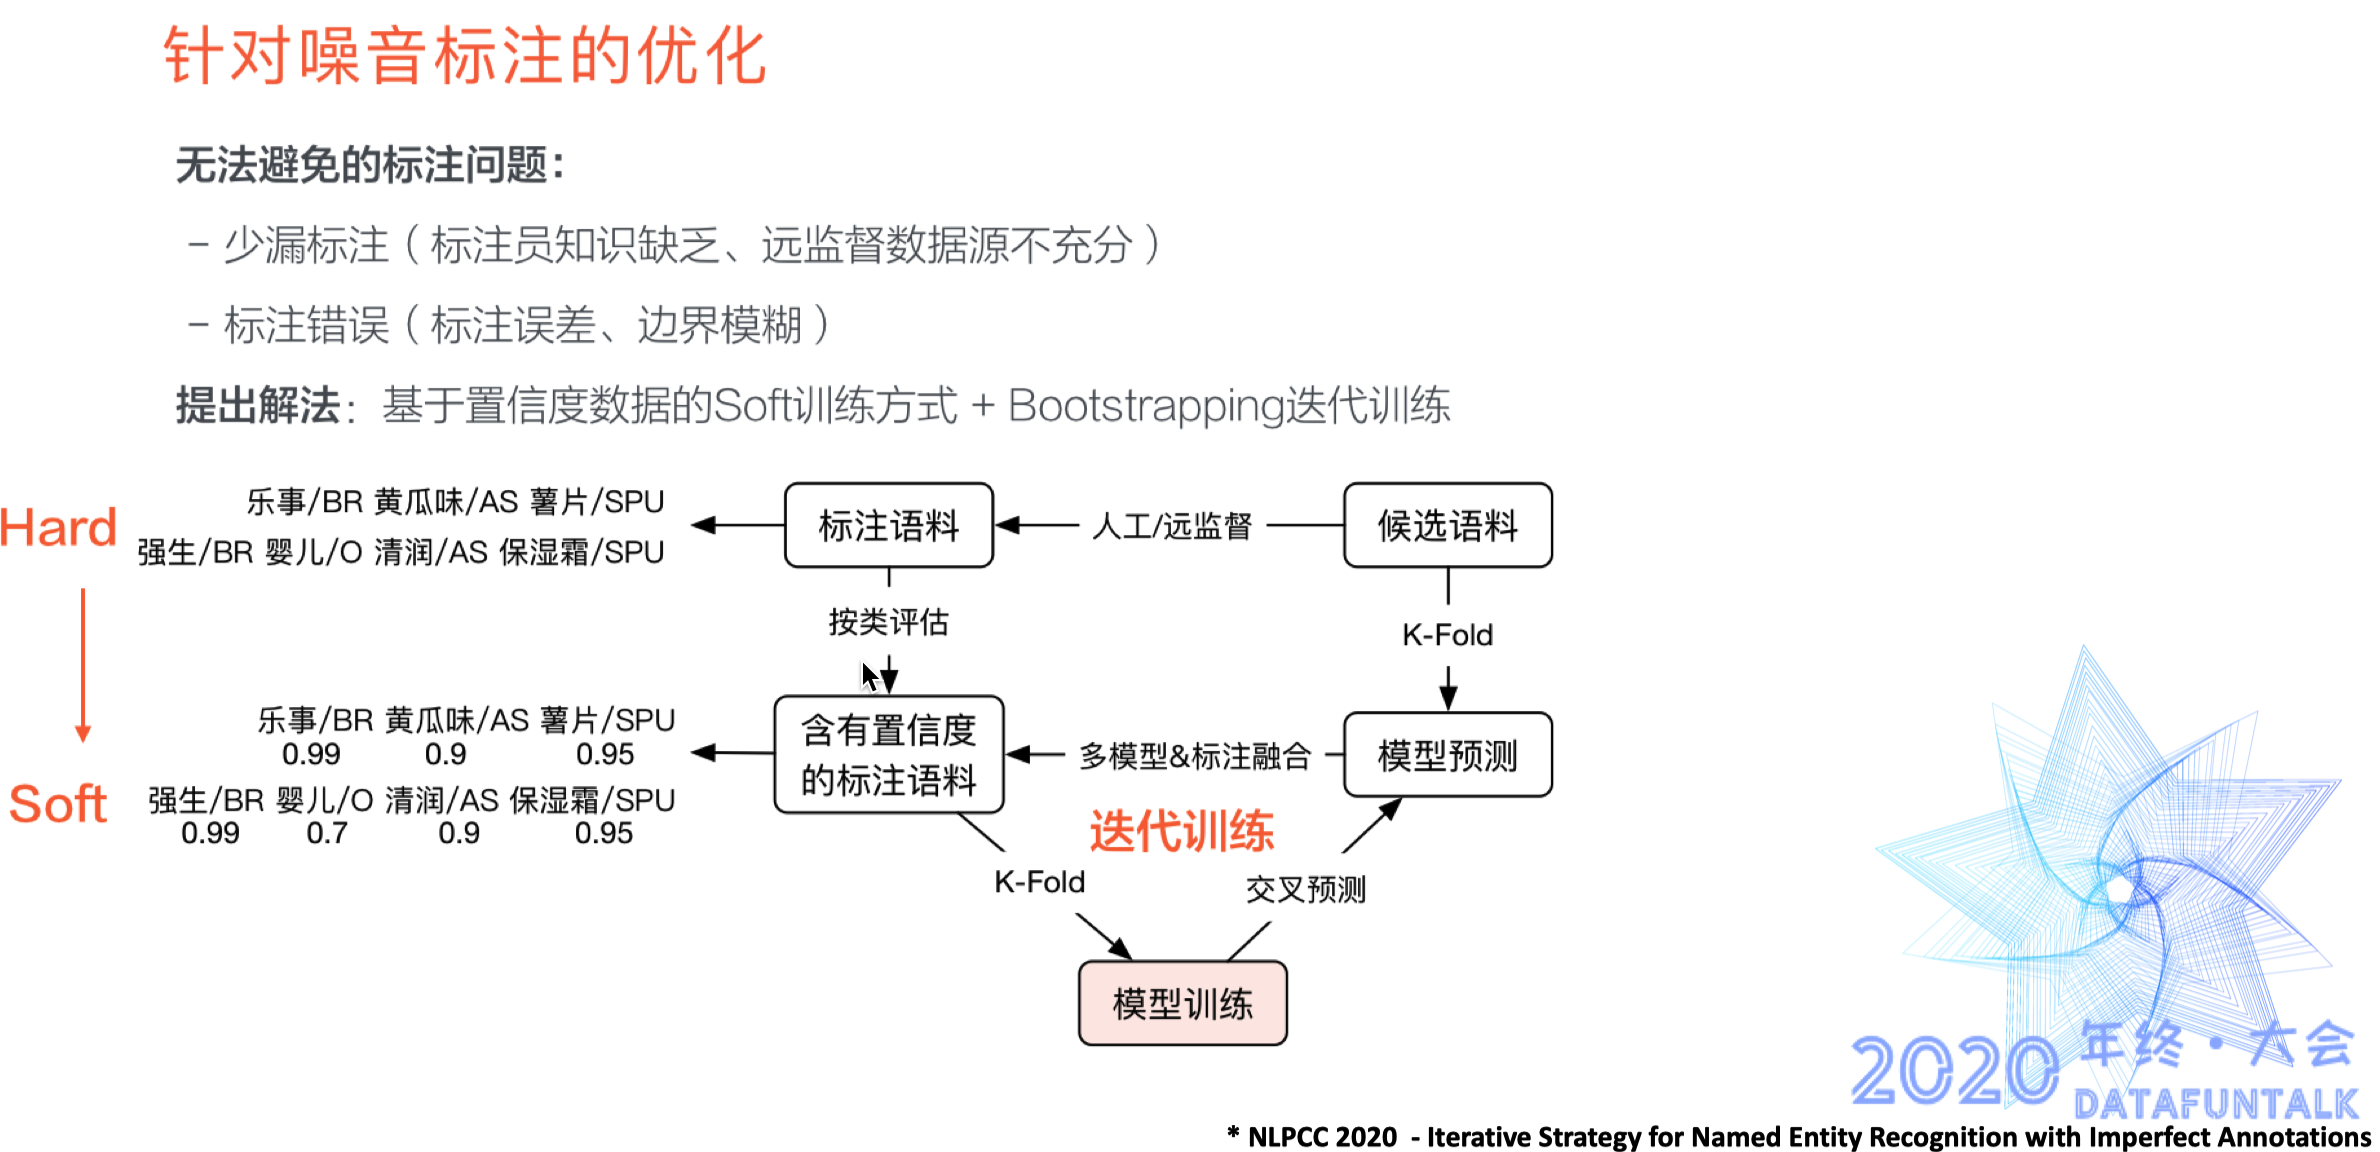 针对噪音标注的优化
无法避免的标注问题：
– 少漏标注（标注员知识缺乏、远监督数据源不充分）
– 标注错误（标注误差、边界模糊）
提出解法：基于置信度数据的Soft训练方式 + Bootstrapping迭代训练
Hard
乐事/BR 黄瓜味/AS 薯片/SPU
强生/BR 婴儿/O 清润/AS 保湿霜/SPU
标注语料
人工/远监督
候选语料
按类评估
K-Fold
Soft
乐事/BR 黄瓜味/AS 薯片/SPU
0.99 0.9 0.95
强生/BR 婴儿/O 清润/AS 保湿霜/SPU
0.99 0.7 0.9 0.95
含有置信度
的标注语料
多模型&标注融合
模型预测
迭代训练
K-Fold
交叉预测
模型训练
2020 年终·大会
DATAFUNTALK
* NLPCC 2020 - Iterative Strategy for Named Entity Recognition with Imperfect Annotations